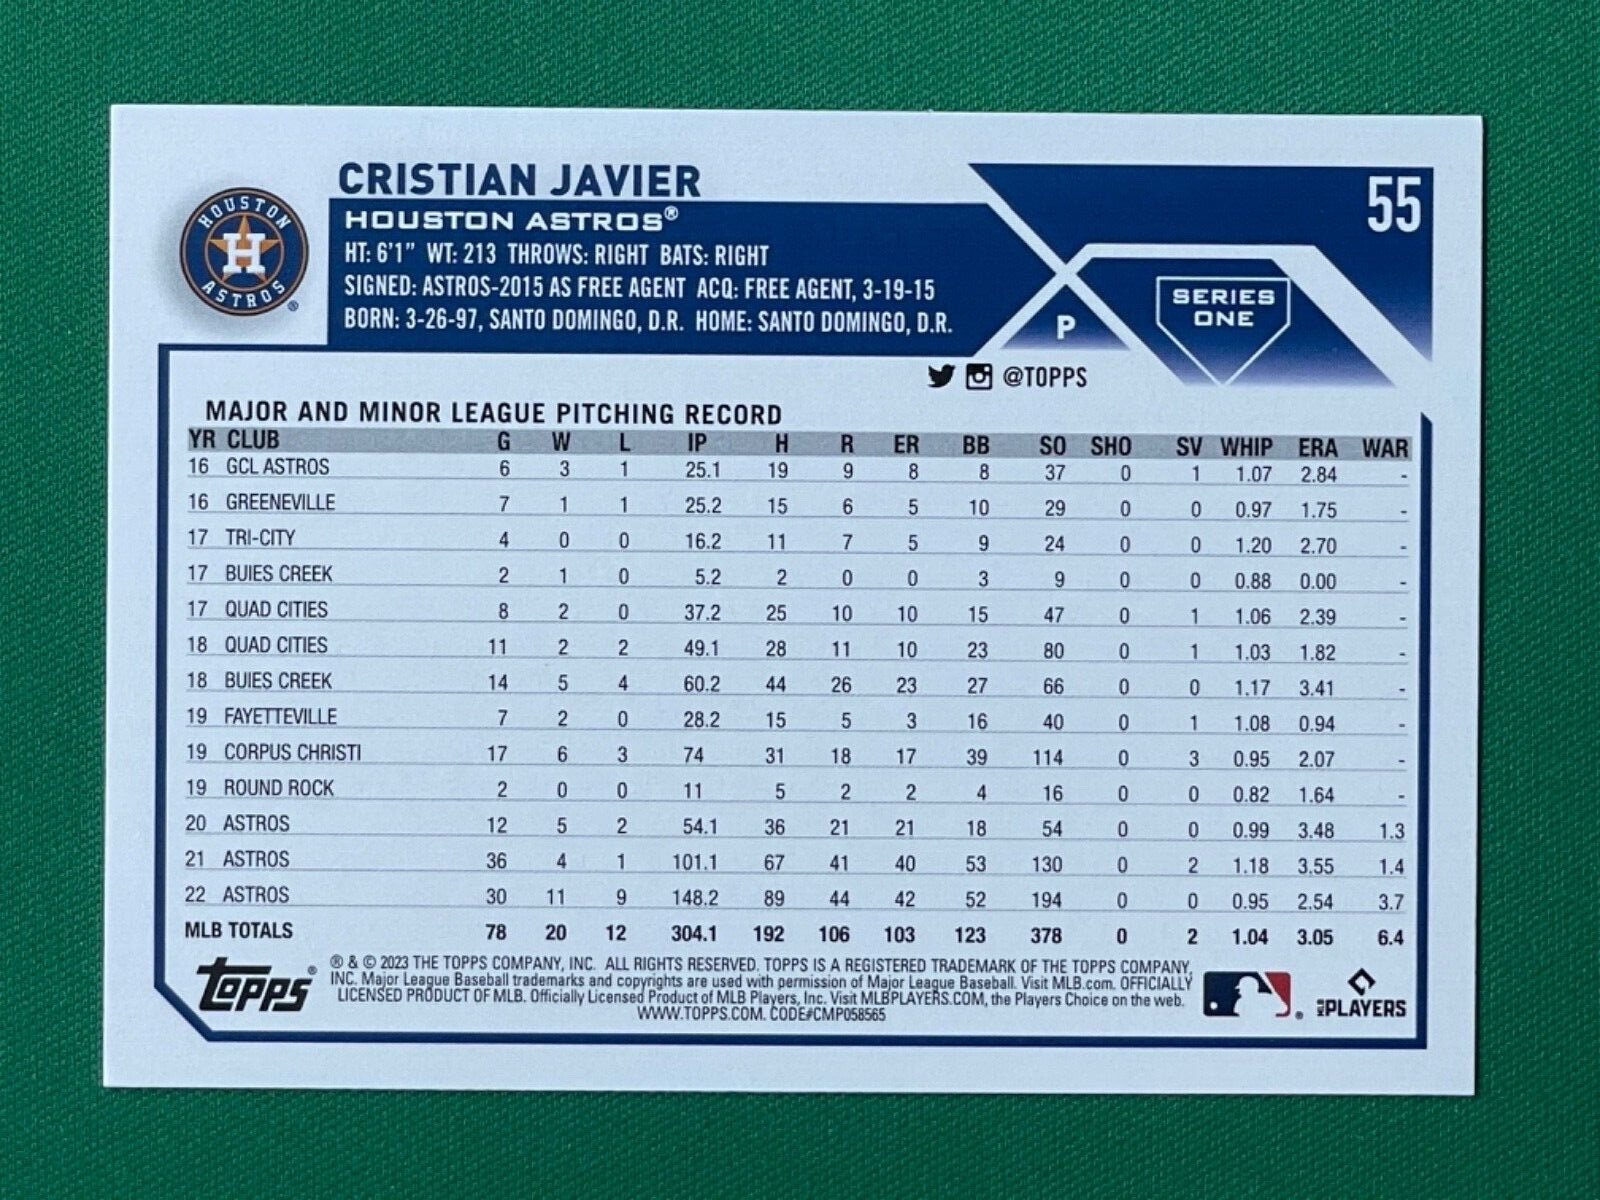 CRISTIAN JAVIER
55
HOUSTON ASTROS®
HOUSTON
H
ASTROS®
HT: 6'1" WT: 213 THROWS: RIGHT BATS: RIGHT
SIGNED: ASTROS-2015 AS FREE AGENT ACQ: FREE AGENT, 3-19-15
BORN: 3-26-97, SANTO DOMINGO, D.R. HOME: SANTO DOMINGO, D.R.
P
SERIES
ONE
@TOPPS
MAJOR AND MINOR LEAGUE PITCHING RECORD
YR CLUB G W L IP H R ER BB SO SHO SV WHIP ERA WAR
16 GCL ASTROS 6 3 1 25.1 19 9 8 8 37 0 1 1.07 2.84 -
16 GREENEVILLE 7 1 1 25.2 15 6 5 10 29 0 0 0.97 1.75 -
17 TRI-CITY 4 0 0 16.2 11 7 5 9 24 0 0 1.20 2.70 -
17 BUIES CREEK 2 1 0 5.2 2 0 0 3 9 0 0 0.88 0.00 -
17 QUAD CITIES 8 2 0 37.2 25 10 10 15 47 0 1 1.06 2.39 -
18 QUAD CITIES 11 2 2 49.1 28 11 10 23 80 0 1 1.03 1.82 -
18 BUIES CREEK 14 5 4 60.2 44 26 23 27 66 0 0 1.17 3.41 -
19 FAYETTEVILLE 7 2 0 28.2 15 5 3 16 40 0 1 1.08 0.94 -
19 CORPUS CHRISTI 17 6 3 74 31 18 17 39 114 0 3 0.95 2.07 -
19 ROUND ROCK 2 0 0 11 5 2 2 4 16 0 0 0.82 1.64 -
20 ASTROS 12 5 2 54.1 36 21 21 18 54 0 0 0.99 3.48 1.3
21 ASTROS 36 4 1 101.1 67 41 40 53 130 0 2 1.18 3.55 1.4
22 ASTROS 30 11 9 148.2 89 44 42 52 194 0 0 0.95 2.54 3.7
MLB TOTALS 78 20 12 304.1 192 106 103 123 378 0 2 1.04 3.05 6.4
Topps®
® & © 2023 THE TOPPS COMPANY, INC. ALL RIGHTS RESERVED. TOPPS IS A REGISTERED TRADEMARK OF THE TOPPS COMPANY,
INC. Major League Baseball trademarks and copyrights are used with permission of Major League Baseball. Visit MLB.com. OFFICIALLY
LICENSED PRODUCT OF MLB. Officially Licensed Product of MLB Players, Inc. Visit MLBPLAYERS.COM, the Players Choice on the web.
WWW.TOPPS.COM. CODE#CMP058565
MLB PLAYERS